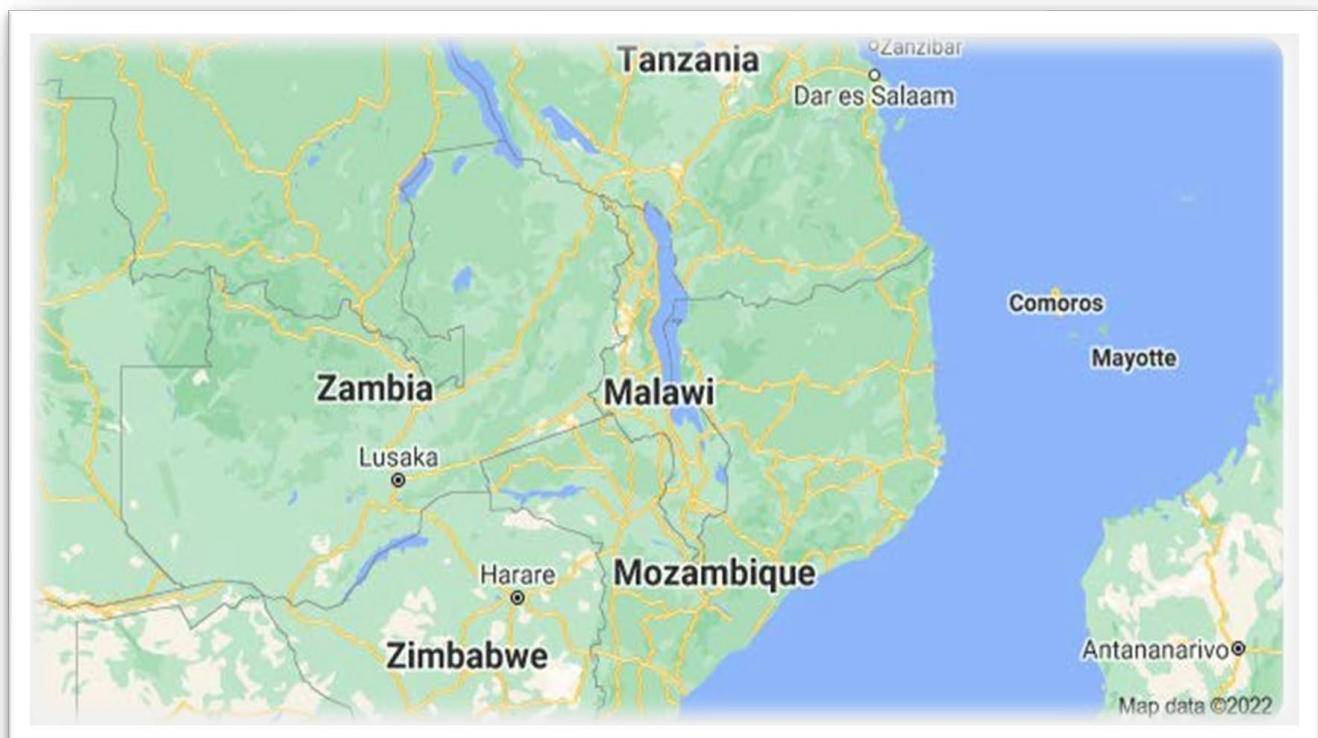 Zanzibar
Tanzania
Dar es Salaam
Comoros
Mayotte
Zambia
Malawi
Lusaka
Harare
Mozambique
Zimbabwe
Antananarivo
Map data ©2022